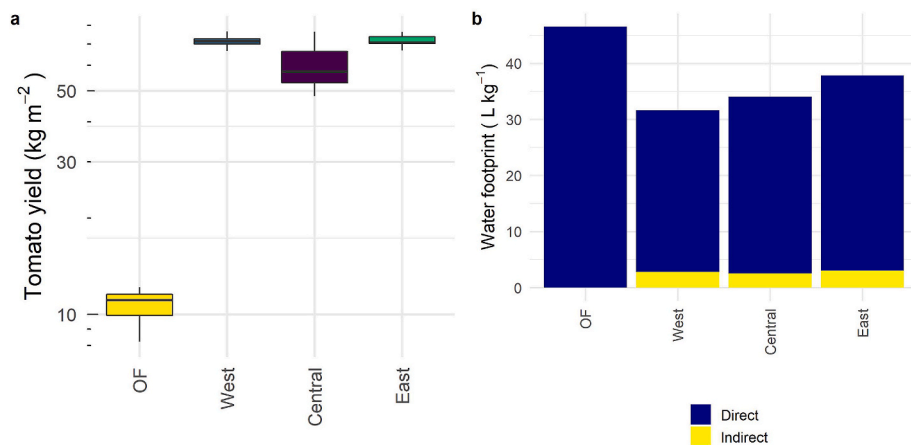 a
Tomato yield (kg m⁻²)
50
30
10
OF
West
Central
East
b
Water footprint ( L kg⁻¹)
40
30
20
10
0
OF
West
Central
East
Direct
Indirect